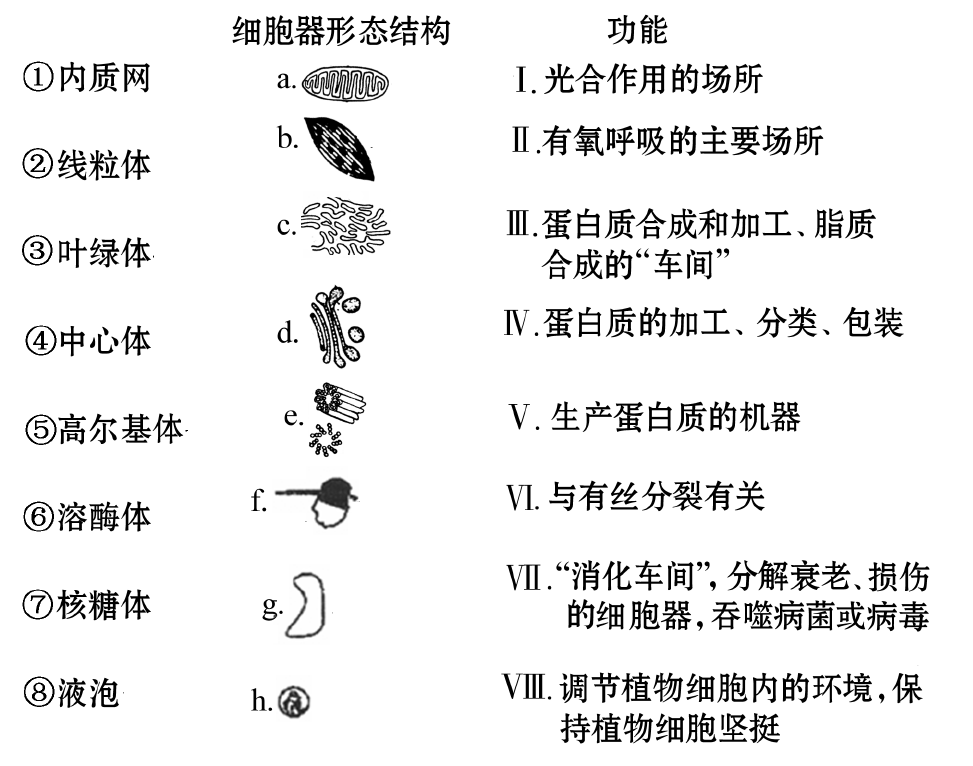 细胞器形态结构 功能
①内质网 a. Ⅰ.光合作用的场所
②线粒体 b. Ⅱ.有氧呼吸的主要场所
③叶绿体 c. Ⅲ.蛋白质合成和加工、脂质
合成的“车间”
④中心体 d. Ⅳ.蛋白质的加工、分类、包装
⑤高尔基体 e. Ⅴ.生产蛋白质的机器
⑥溶酶体 f. Ⅵ.与有丝分裂有关
⑦核糖体 g. Ⅶ.“消化车间”,分解衰老、损伤
的细胞器,吞噬病菌或病毒
⑧液泡 h. Ⅷ.调节植物细胞内的环境,保
持植物细胞坚挺